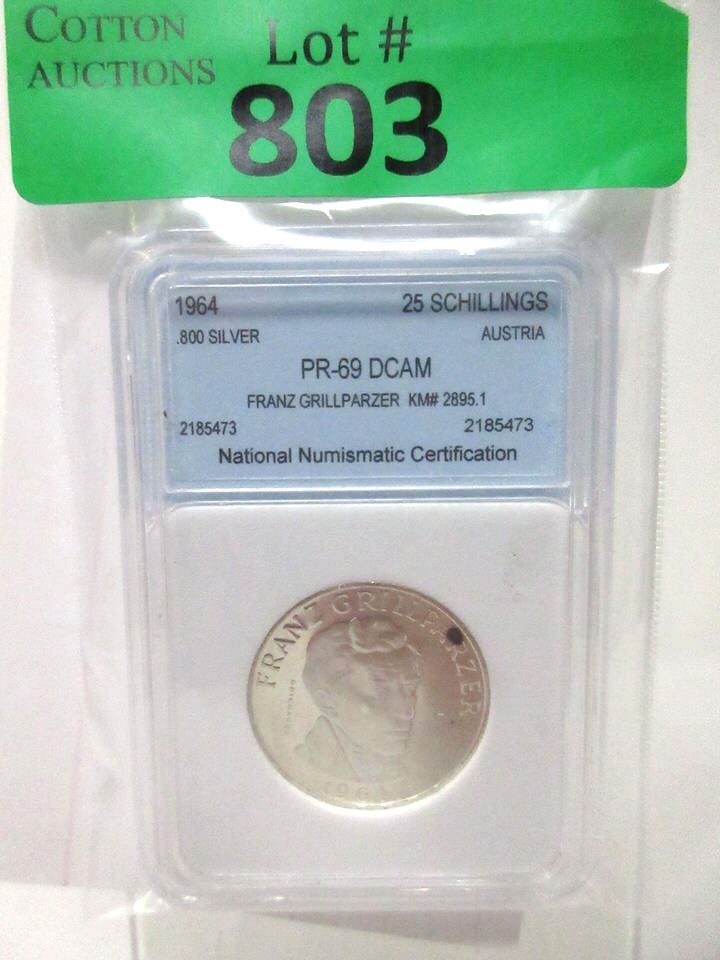 COTTON
AUCTIONS
Lot #
803
1964 25 SCHILLINGS
.800 SILVER AUSTRIA
PR-69 DCAM
FRANZ GRILLPARZER KM# 2895.1
2185473 2185473
National Numismatic Certification
FRANZ GRILLPARZER
1964